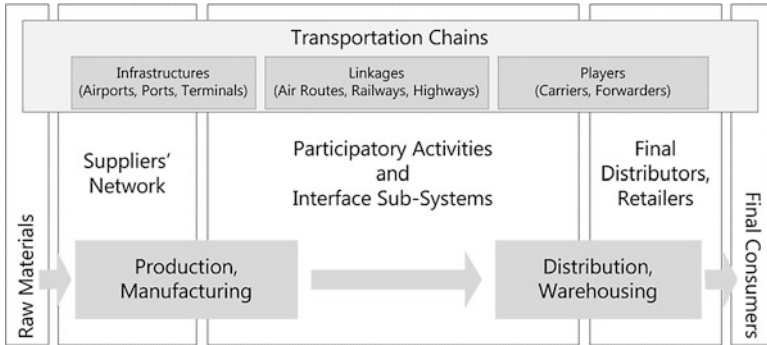 Transportation Chains
Infrastructures
(Airports, Ports, Terminals)
Linkages
(Air Routes, Railways, Highways)
Players
(Carriers, Forwarders)
Raw Materials
Suppliers'
Network
Participatory Activities
and
Interface Sub-Systems
Final
Distributors,
Retailers
Final Consumers
Production,
Manufacturing
Distribution,
Warehousing